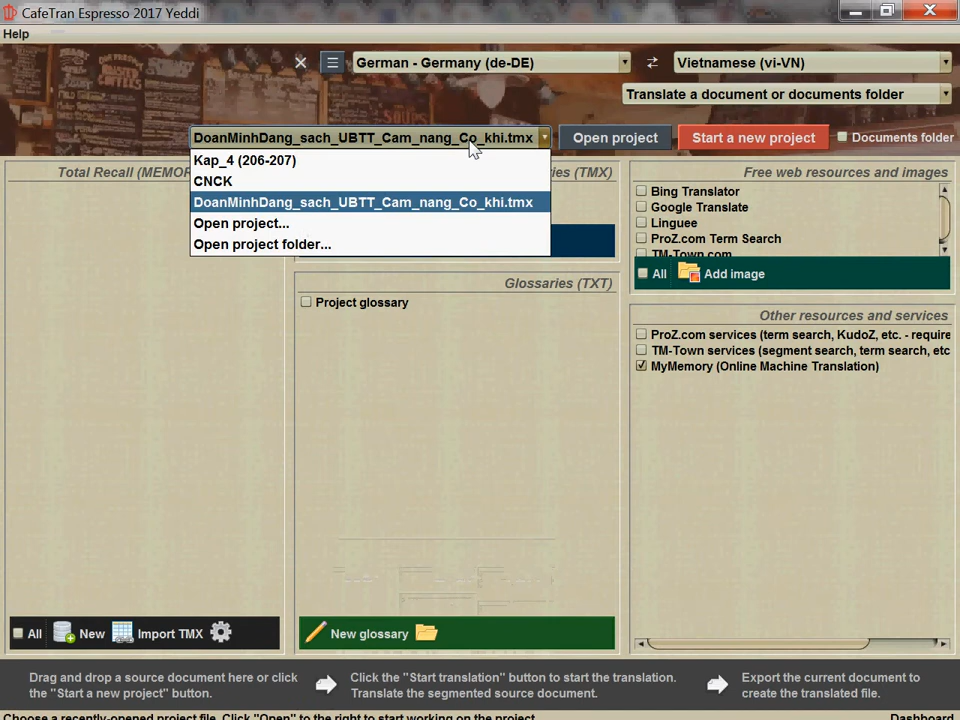 CafeTran Espresso 2017 Yeddi
Help
German - Germany (de-DE)
Vietnamese (vi-VN)
Translate a document or documents folder
DoanMinhDang_sach_UBTT_Cam_nang_Co_khi.tmx
Open project
Start a new project
Documents folder
Kap_4 (206-207)
CNCK
DoanMinhDang_sach_UBTT_Cam_nang_Co_khi.tmx
Open project...
Open project folder...
Total Recall (MEMOR
ies (TMX)
Free web resources and images
Bing Translator
Google Translate
Linguee
ProZ.com Term Search
TM-Town.com
All
Add image
Glossaries (TXT)
Project glossary
Other resources and services
ProZ.com services (term search, KudoZ, etc. - require
TM-Town services (segment search, term search, etc
MyMemory (Online Machine Translation)
All
New
Import TMX
New glossary
Drag and drop a source document here or click
the "Start a new project" button.
Click the "Start translation" button to start the translation.
Translate the segmented source document.
Export the current document to
create the translated file.
Choose a recently-opened project file. Click "Open" to the right to start working on the project.
Dashboard